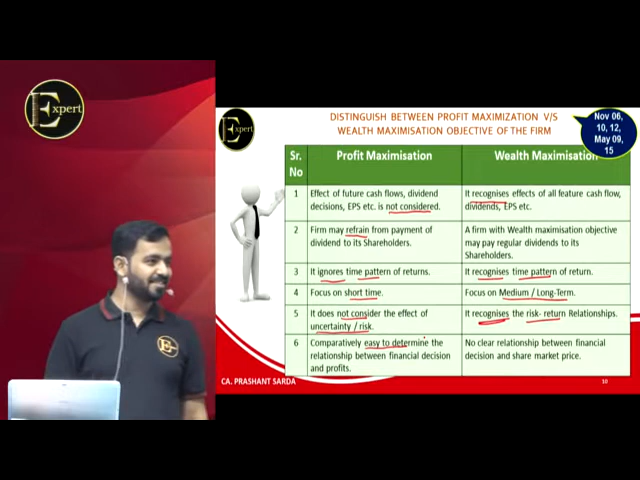 Expert
Expert
DISTINGUISH BETWEEN PROFIT MAXIMIZATION V/S
WEALTH MAXIMISATION OBJECTIVE OF THE FIRM
Nov 06,
10, 12,
May 09,
15
Sr.
No
Profit Maximisation
Wealth Maximisation
1
Effect of future cash flows, dividend
decisions, EPS etc. is not considered.
It recognises effects of all feature cash flow,
dividends, EPS etc.
2
Firm may refrain from payment of
dividend to its Shareholders.
A firm with Wealth maximisation objective
may pay regular dividends to its
Shareholders.
3
It ignores time pattern of returns.
It recognises time pattern of return.
4
Focus on short time.
Focus on Medium / Long-Term.
5
It does not consider the effect of
uncertainty / risk.
It recognises the risk- return Relationships.
6
Comparatively easy to determine the
relationship between financial decision
and profits.
No clear relationship between financial
decision and share market price.
CA. PRASHANT SARDA
10
Expert